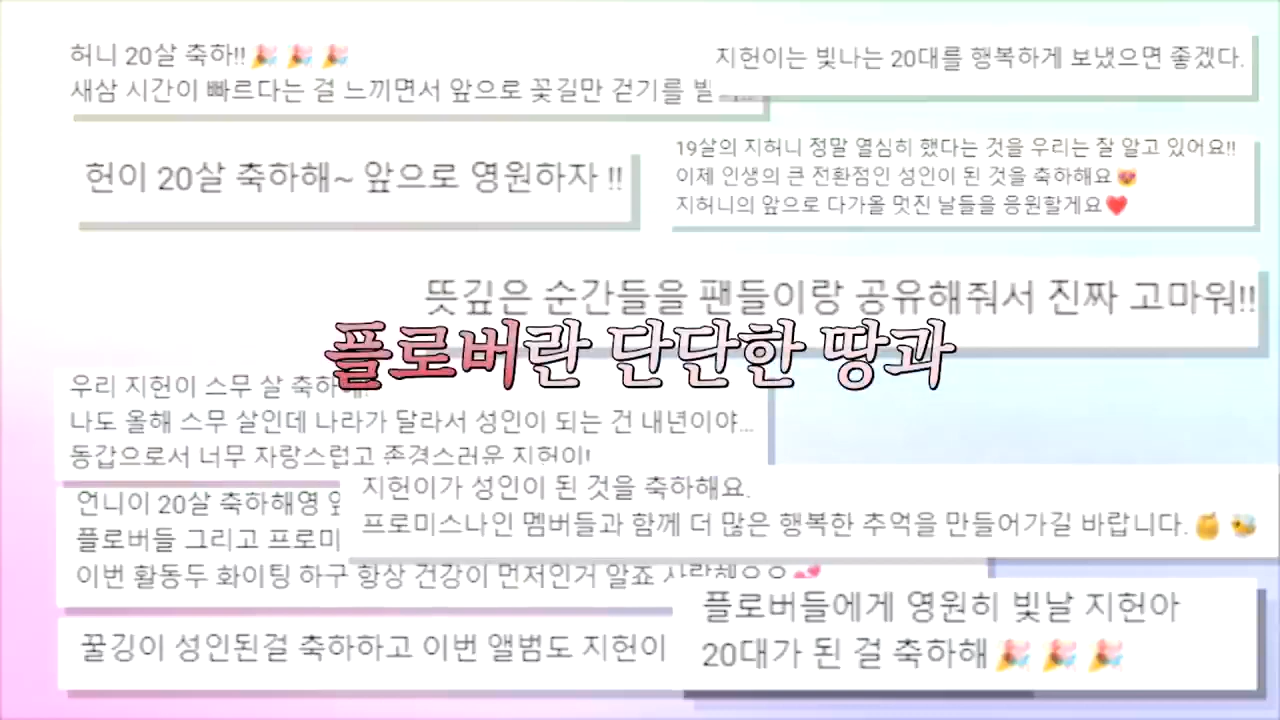 허니 20살 축하!! 🎉 🎉 🎉
새삼 시간이 빠르다는 걸 느끼면서 앞으로 꽃길만 걷기를
지헌이는 빛나는 20대를 행복하게 보냈으면 좋겠다.
헌이 20살 축하해~ 앞으로 영원하자 !!
19살의 지허니 정말 열심히 했다는 것을 우리는 잘 알고 있어요!!
이제 인생의 큰 전환점인 성인이 된 것을 축하해요 😻
지허니의 앞으로 다가올 멋진 날들을 응원할게요❤️
뜻깊은 순간들을 팬들이랑 공유해줘서 진짜 고마워!!
플로버란 단단한 땅과
우리 지헌이 스무 살 축하해!
나도 올해 스무 살인데 나라가 달라서 성인이 되는 건 내년이야...
동갑으로서 너무 자랑스럽고 존경스러운 지헌이!
언니이 20살 축하해영
플로버들 그리고 프로미
이번 활동두 화이팅 하구 항상 건강이 먼저인거 알죠 사랑해요ㅇ 💕
지헌이가 성인이 된 것을 축하해요.
프로미스나인 멤버들과 함께 더 많은 행복한 추억을 만들어가길 바랍니다. 🍯 🐝
꿀깅이 성인된걸 축하하고 이번 앨범도 지헌이
플로버들에게 영원히 빛날 지헌아
20대가 된 걸 축하해 🎉 🎉 🎉